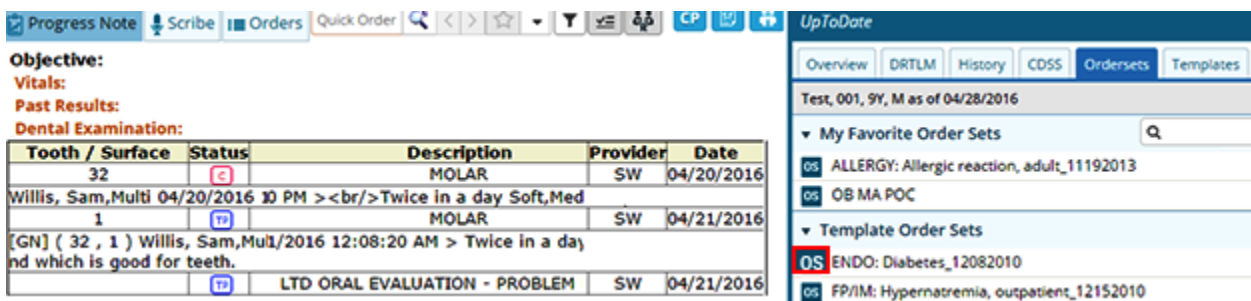 Progress Note Scribe Orders Quick Order CP
Objective:
Vitals:
Past Results:
Dental Examination:
Tooth / Surface Status Description Provider Date
32 C MOLAR SW 04/20/2016
Willis, Sam,Multi 04/20/2016 10 PM ><br/>Twice in a day Soft,Med
1 TP MOLAR SW 04/21/2016
[GN] ( 32 , 1 ) Willis, Sam,Mul1/2016 12:08:20 AM > Twice in a day
nd which is good for teeth.
TP LTD ORAL EVALUATION - PROBLEM SW 04/21/2016
UpToDate
Overview DRTLM History CDSS Ordersets Templates
Test, 001, 9Y, M as of 04/28/2016
My Favorite Order Sets
OS ALLERGY: Allergic reaction, adult_11192013
OS OB MA POC
Template Order Sets
OS ENDO: Diabetes_12082010
OS FP/IM: Hypernatremia, outpatient_12152010